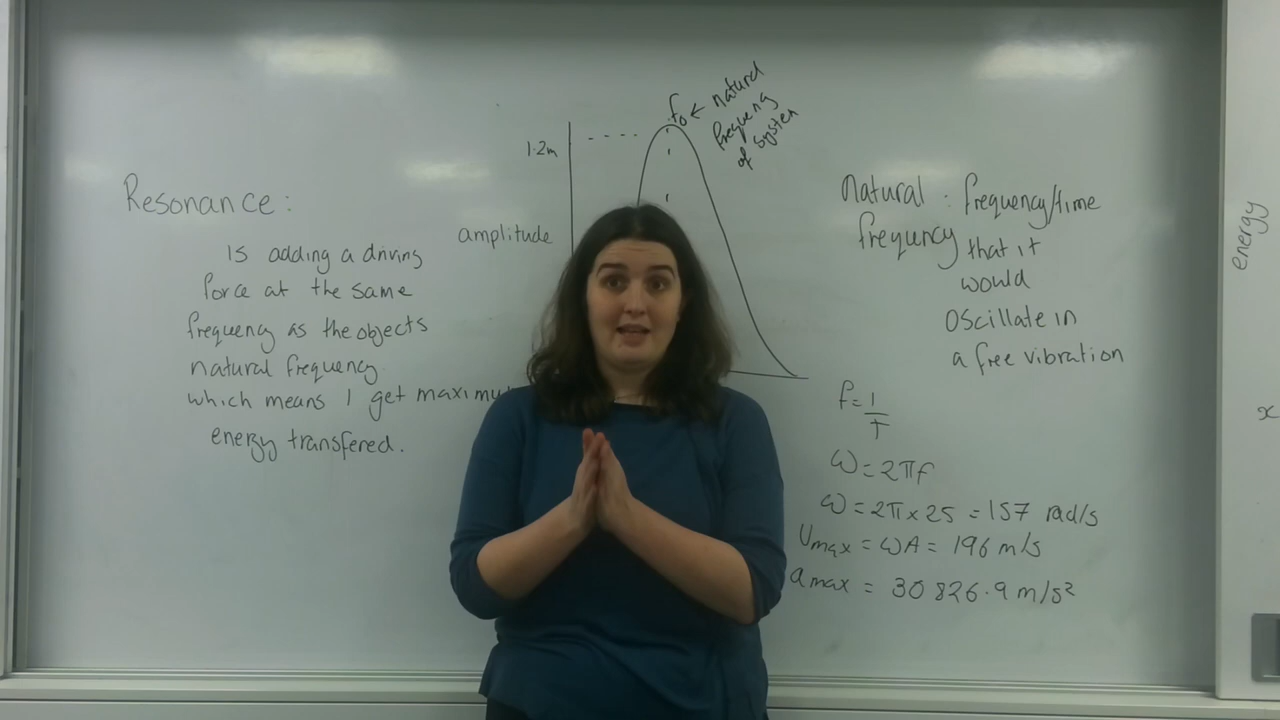 Resonance:
is adding a driving
force at the same
frequency as the objects
natural frequency
which means I get maximu
energy transfered.
1.2m
amplitude
f₀ ← natural
frequency
of system
Natural : frequency/time
frequency that it
would
oscillate in
a free vibration
f = 1/T
ω = 2πf
ω = 2π × 25 = 157 rad/s
Umax = ωA = 196 m/s
amax = 30 826.9 m/s²
energy
x